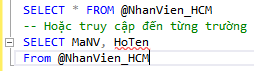 SELECT * FROM @NhanVien_HCM
-- Hoặc truy cập đến từng trường
SELECT MaNV, HoTen
From @NhanVien_HCM